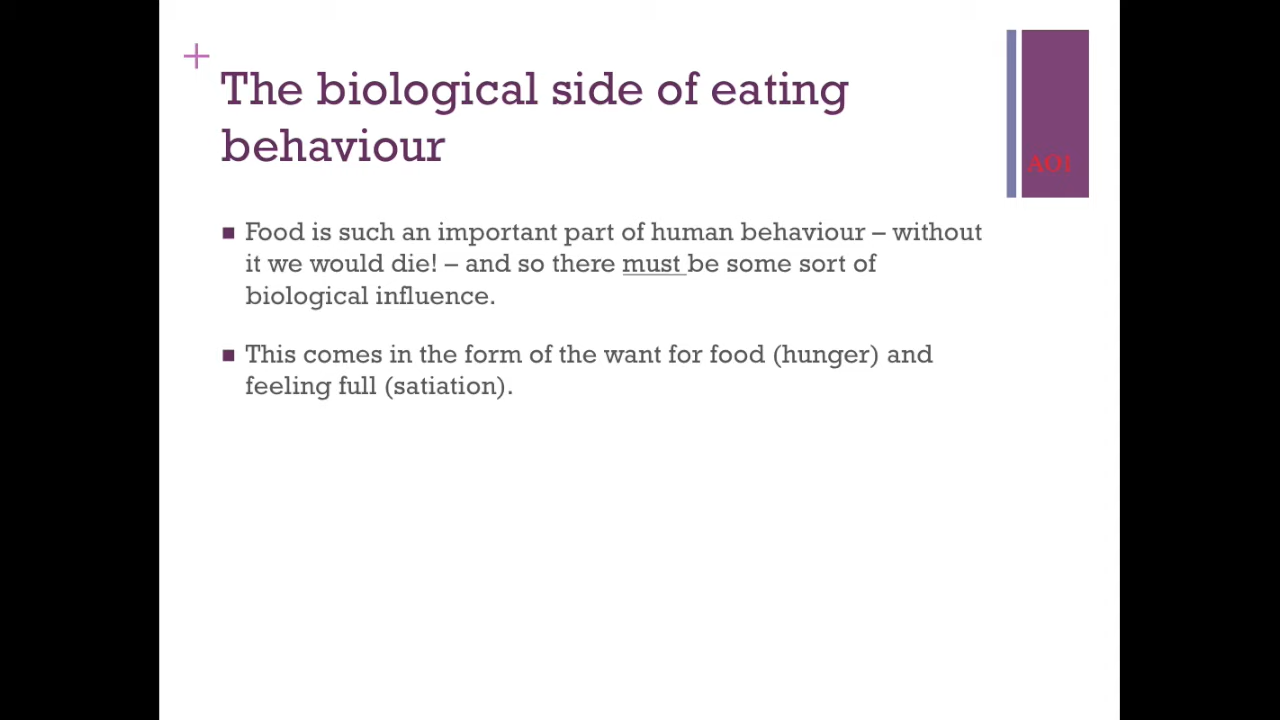 The biological side of eating
behaviour
AO1
Food is such an important part of human behaviour – without
it we would die! – and so there must be some sort of
biological influence.
This comes in the form of the want for food (hunger) and
feeling full (satiation).